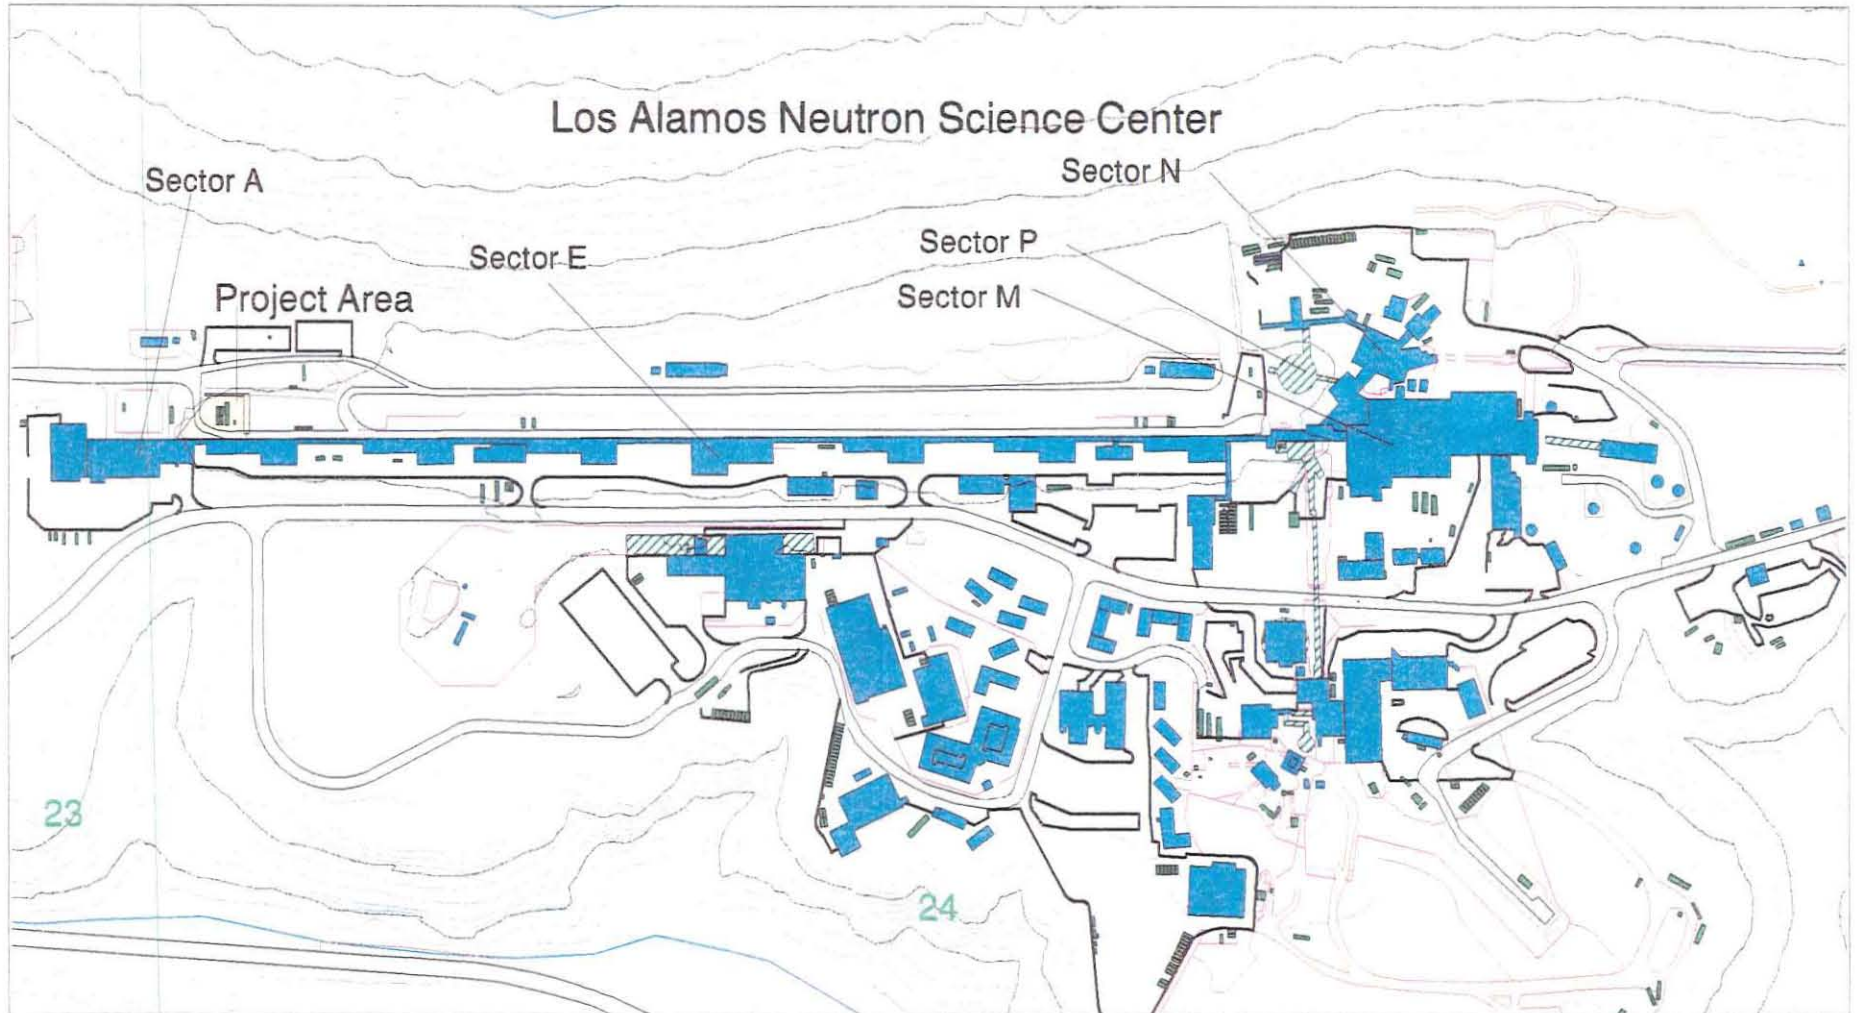 Los Alamos Neutron Science Center
Sector N
Sector A
Sector P
Sector E
Sector M
Project Area
23
24